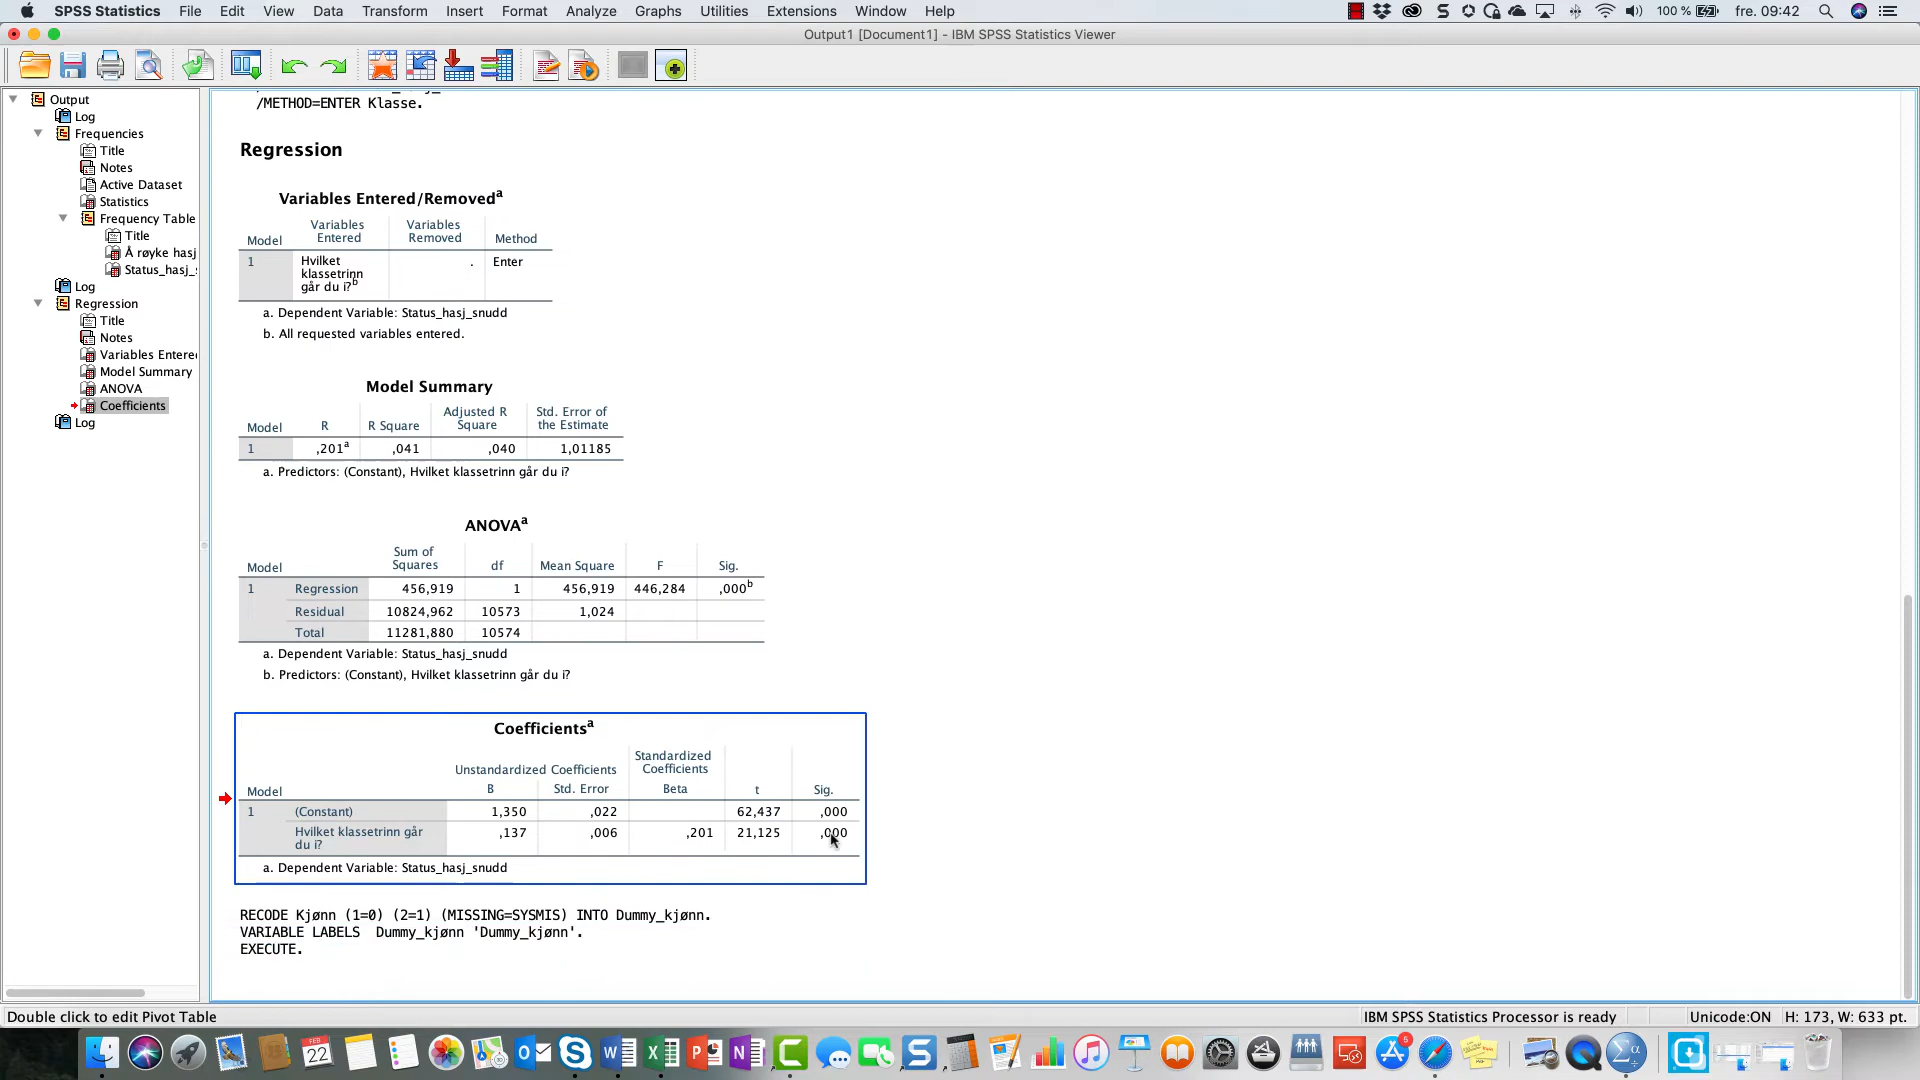 SPSS Statistics File Edit View Data Transform Insert Format Analyze Graphs Utilities Extensions Window Help 100 % fre. 09:42
Output1 [Document1] - IBM SPSS Statistics Viewer
Output
Log
Frequencies
Title
Notes
Active Dataset
Statistics
Frequency Table
Title
Å røyke hasj
Status_hasj_s
Log
Regression
Title
Notes
Variables Entere
Model Summary
ANOVA
Coefficients
Log
/METHOD=ENTER Klasse.
Regression
Variables Entered/Removedᵃ
Model Variables Entered Variables Removed Method
1 Hvilket klassetrinn går du i?ᵇ . Enter
a. Dependent Variable: Status_hasj_snudd
b. All requested variables entered.
Model Summary
Model R R Square Adjusted R Square Std. Error of the Estimate
1 ,201ᵃ ,041 ,040 1,01185
a. Predictors: (Constant), Hvilket klassetrinn går du i?
ANOVAᵃ
Model Sum of Squares df Mean Square F Sig.
1 Regression 456,919 1 456,919 446,284 ,000ᵇ
Residual 10824,962 10573 1,024
Total 11281,880 10574
a. Dependent Variable: Status_hasj_snudd
b. Predictors: (Constant), Hvilket klassetrinn går du i?
Coefficientsᵃ
Unstandardized Coefficients Standardized Coefficients
Model B Std. Error Beta t Sig.
1 (Constant) 1,350 ,022 62,437 ,000
Hvilket klassetrinn går du i? ,137 ,006 ,201 21,125 ,000
a. Dependent Variable: Status_hasj_snudd
RECODE Kjønn (1=0) (2=1) (MISSING=SYSMIS) INTO Dummy_kjønn.
VARIABLE LABELS Dummy_kjønn 'Dummy_kjønn'.
EXECUTE.
Double click to edit Pivot Table IBM SPSS Statistics Processor is ready Unicode:ON H: 173, W: 633 pt.